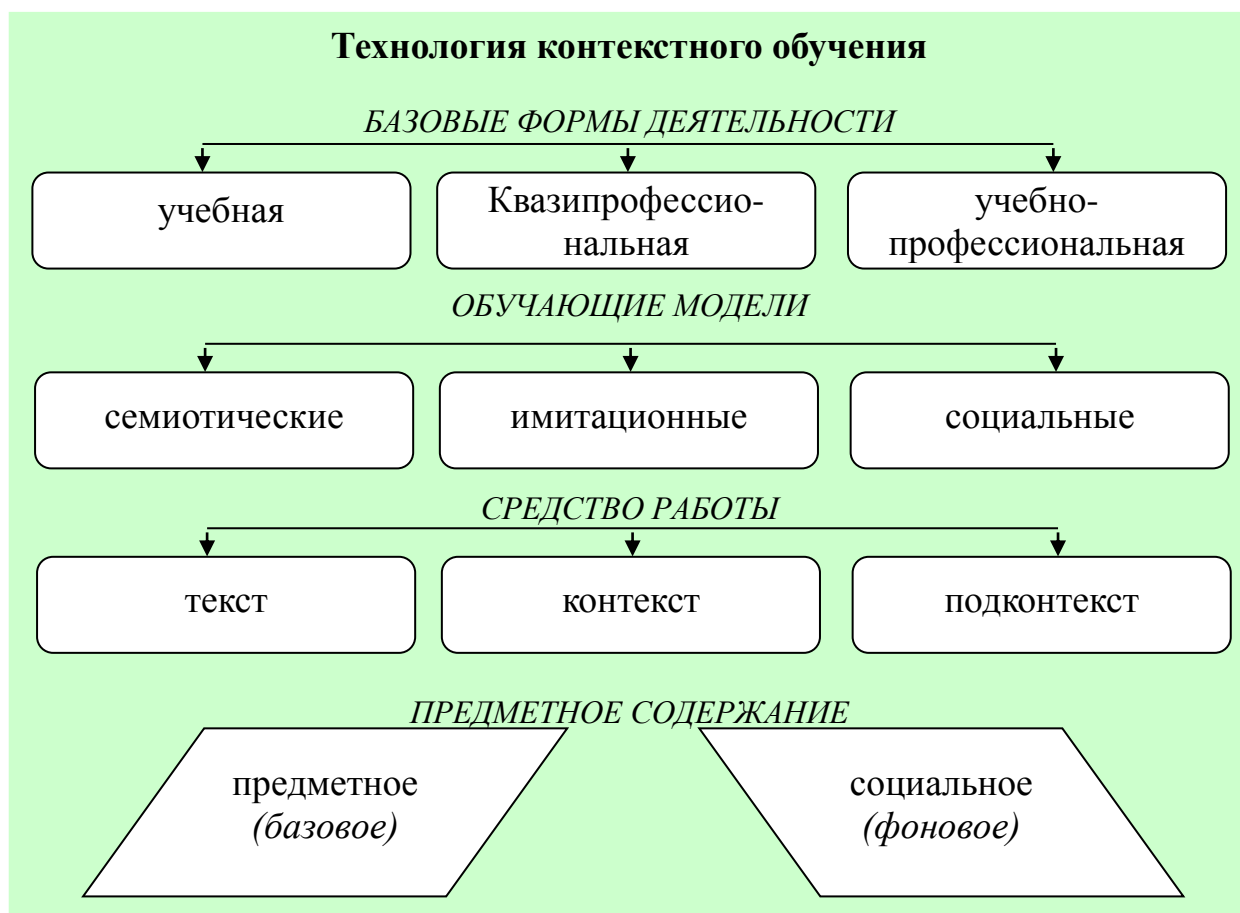 Технология контекстного обучения
БАЗОВЫЕ ФОРМЫ ДЕЯТЕЛЬНОСТИ
учебная
Квазипрофессио-
нальная
учебно-
профессиональная
ОБУЧАЮЩИЕ МОДЕЛИ
семиотические
имитационные
социальные
СРЕДСТВО РАБОТЫ
текст
контекст
подконтекст
ПРЕДМЕТНОЕ СОДЕРЖАНИЕ
предметное
(базовое)
социальное
(фоновое)